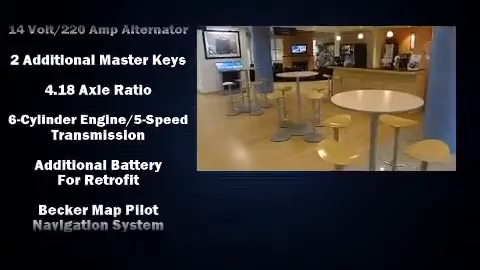 14 Volt/220 Amp Alternator
2 Additional Master Keys
4.18 Axle Ratio
6-Cylinder Engine/5-Speed
Transmission
Additional Battery
For Retrofit
Becker Map Pilot
Navigation System